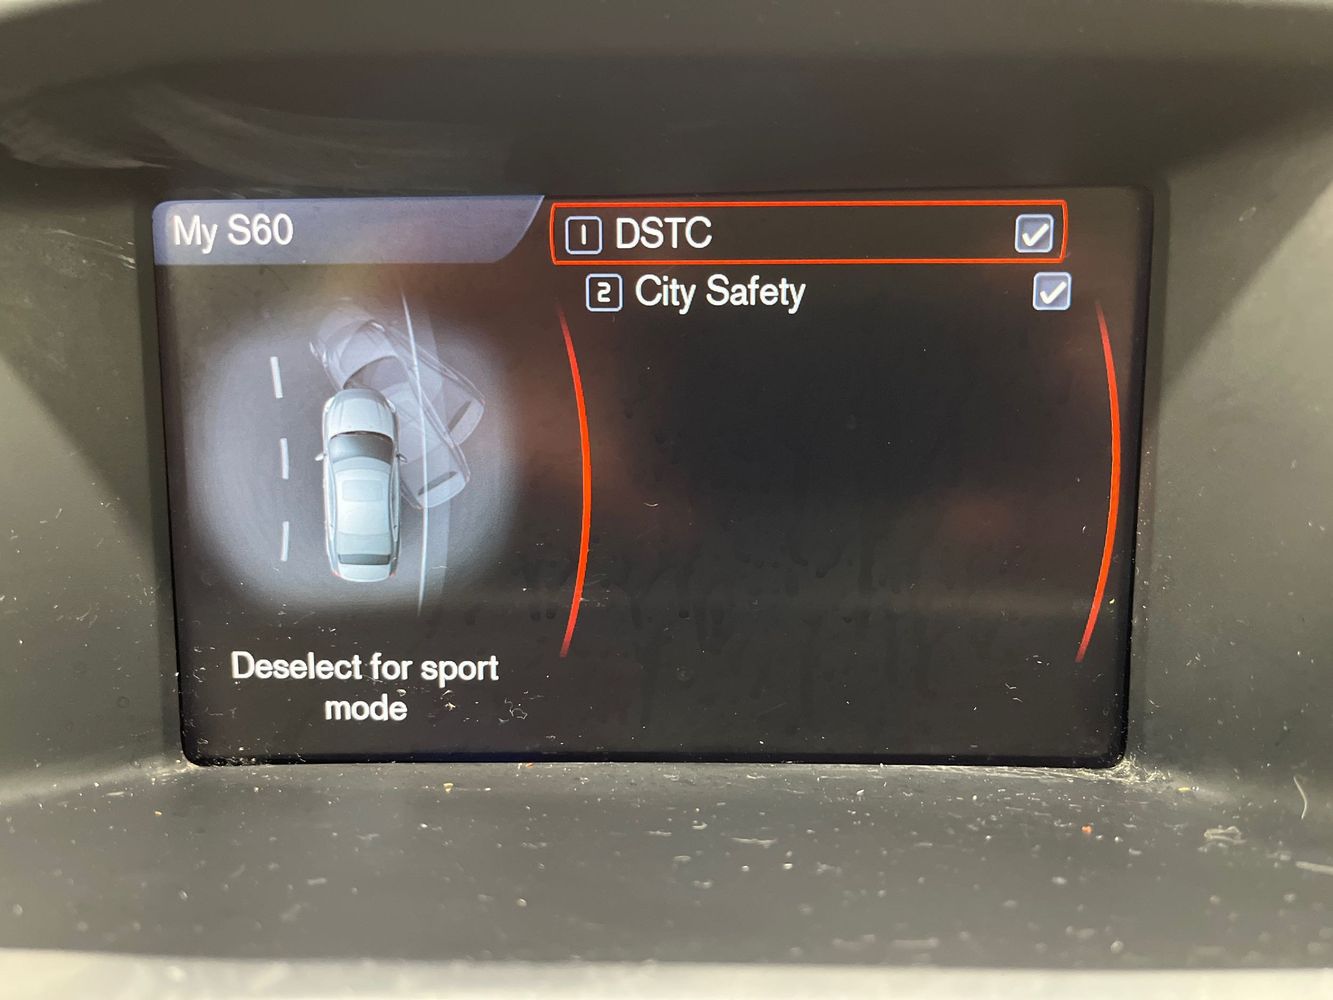 My S60
1 DSTC
2 City Safety
Deselect for sport
mode